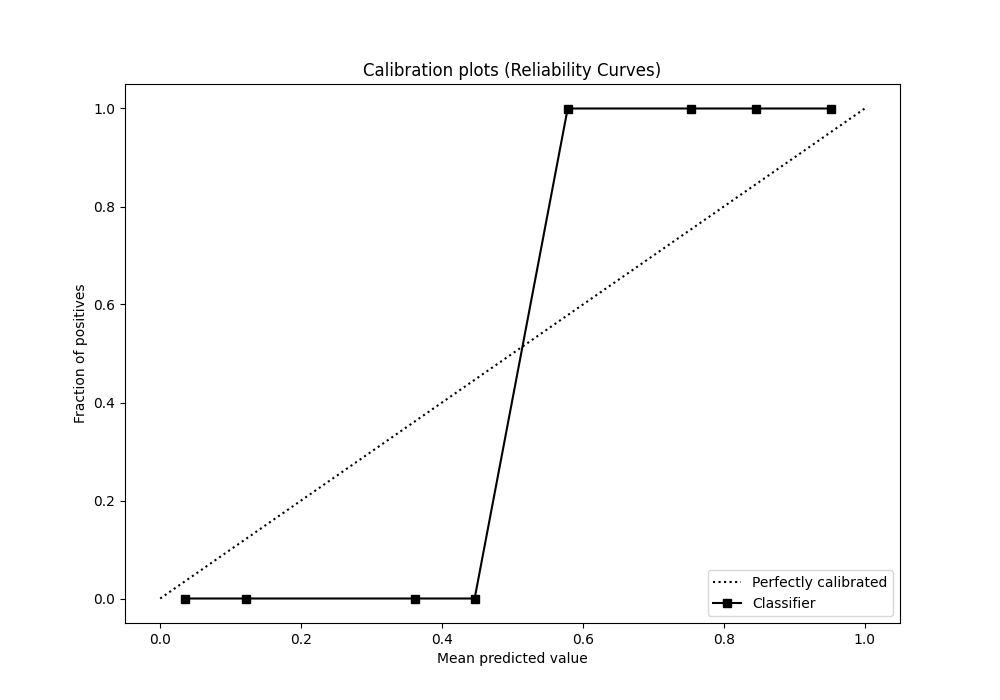 Calibration plots (Reliability Curves)
Fraction of positives
1.0
0.8
0.6
0.4
0.2
0.0
0.0 0.2 0.4 0.6 0.8 1.0
Mean predicted value
Perfectly calibrated
Classifier